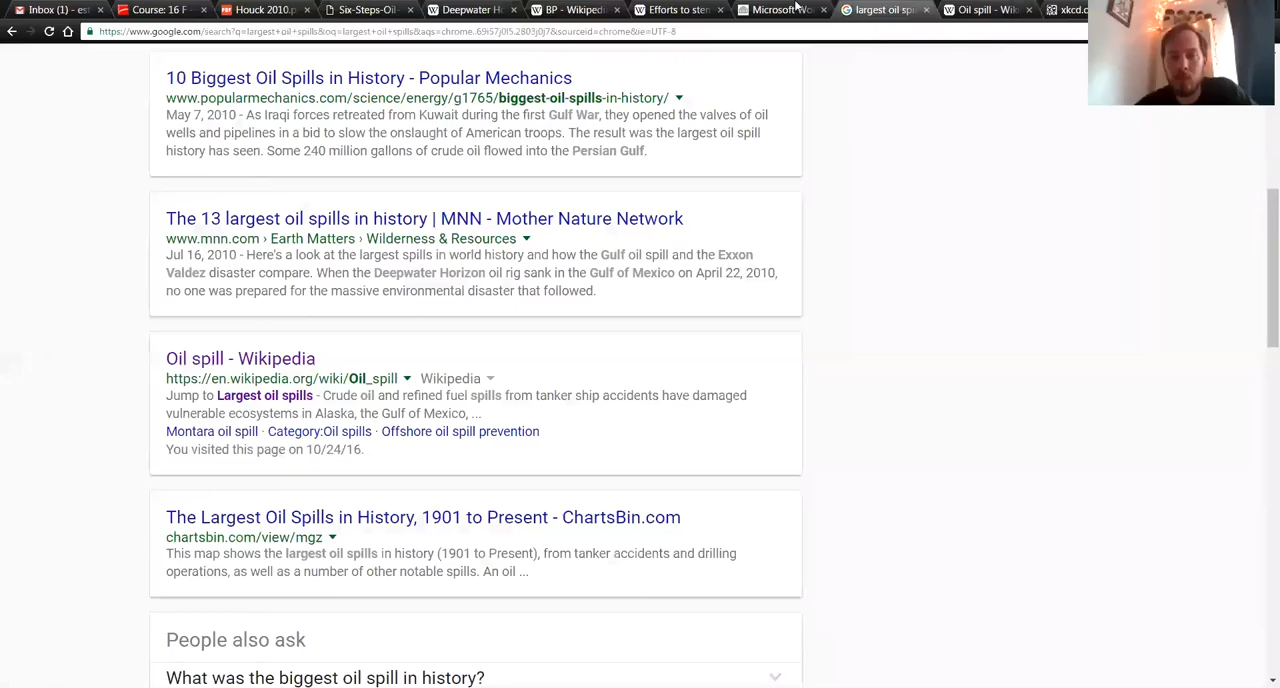 Inbox (1) - est
Course: 16 F -
Houck 2010.p
Six-Steps-Oil-
Deepwater Ho
BP - Wikiped
Efforts to sten
Microsoft Wo
largest oil spi
Oil spill - Wiki
xkcd.c
https://www.google.com/search?q=largest+oil+spills&oq=largest+oil+spills&aqs=chrome..69i57j0l5.2803j0j7&sourceid=chrome&ie=UTF-8
10 Biggest Oil Spills in History - Popular Mechanics
www.popularmechanics.com/science/energy/g1765/biggest-oil-spills-in-history/
May 7, 2010 - As Iraqi forces retreated from Kuwait during the first Gulf War, they opened the valves of oil
wells and pipelines in a bid to slow the onslaught of American troops. The result was the largest oil spill
history has seen. Some 240 million gallons of crude oil flowed into the Persian Gulf.
The 13 largest oil spills in history | MNN - Mother Nature Network
www.mnn.com › Earth Matters › Wilderness & Resources
Jul 16, 2010 - Here's a look at the largest spills in world history and how the Gulf oil spill and the Exxon
Valdez disaster compare. When the Deepwater Horizon oil rig sank in the Gulf of Mexico on April 22, 2010,
no one was prepared for the massive environmental disaster that followed.
Oil spill - Wikipedia
https://en.wikipedia.org/wiki/Oil_spill Wikipedia
Jump to Largest oil spills - Crude oil and refined fuel spills from tanker ship accidents have damaged
vulnerable ecosystems in Alaska, the Gulf of Mexico, ...
Montara oil spill · Category:Oil spills · Offshore oil spill prevention
You visited this page on 10/24/16.
The Largest Oil Spills in History, 1901 to Present - ChartsBin.com
chartsbin.com/view/mgz
This map shows the largest oil spills in history (1901 to Present), from tanker accidents and drilling
operations, as well as a number of other notable spills. An oil ...
People also ask
What was the biggest oil spill in history?